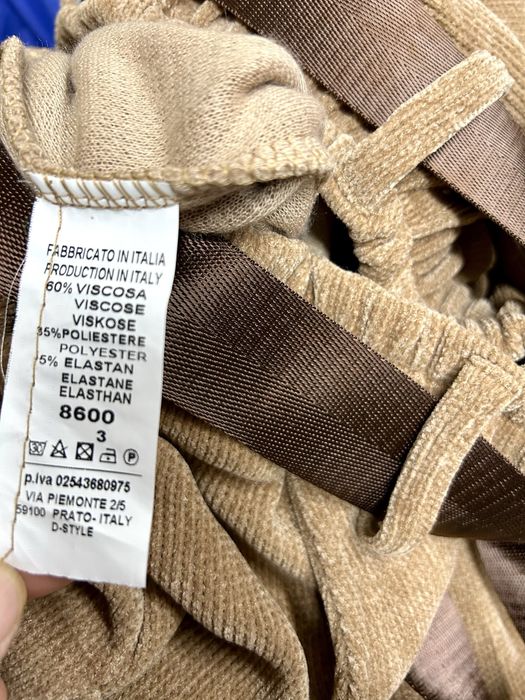 FABBRICATO IN ITALIA
PRODUCTION IN ITALY
60% VISCOSA
VISCOSE
VISKOSE
35%POLIESTERE
POLYESTER
5% ELASTAN
ELASTANE
ELASTHAN
8600
3
P
p.iva 02543680975
VIA PIEMONTE 2/5
59100 PRATO- ITALY
D-STYLE